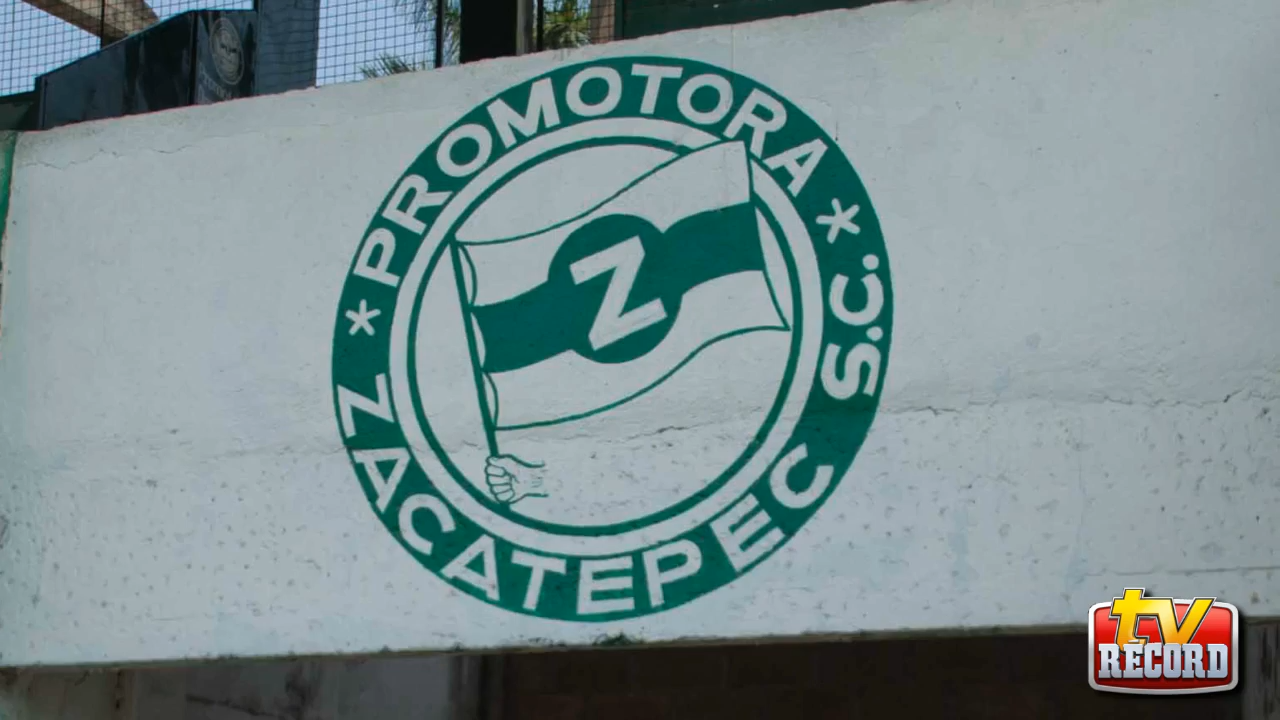 * PROMOTORA *
ZACATEPEC S.C.
Z
tv
RECORD